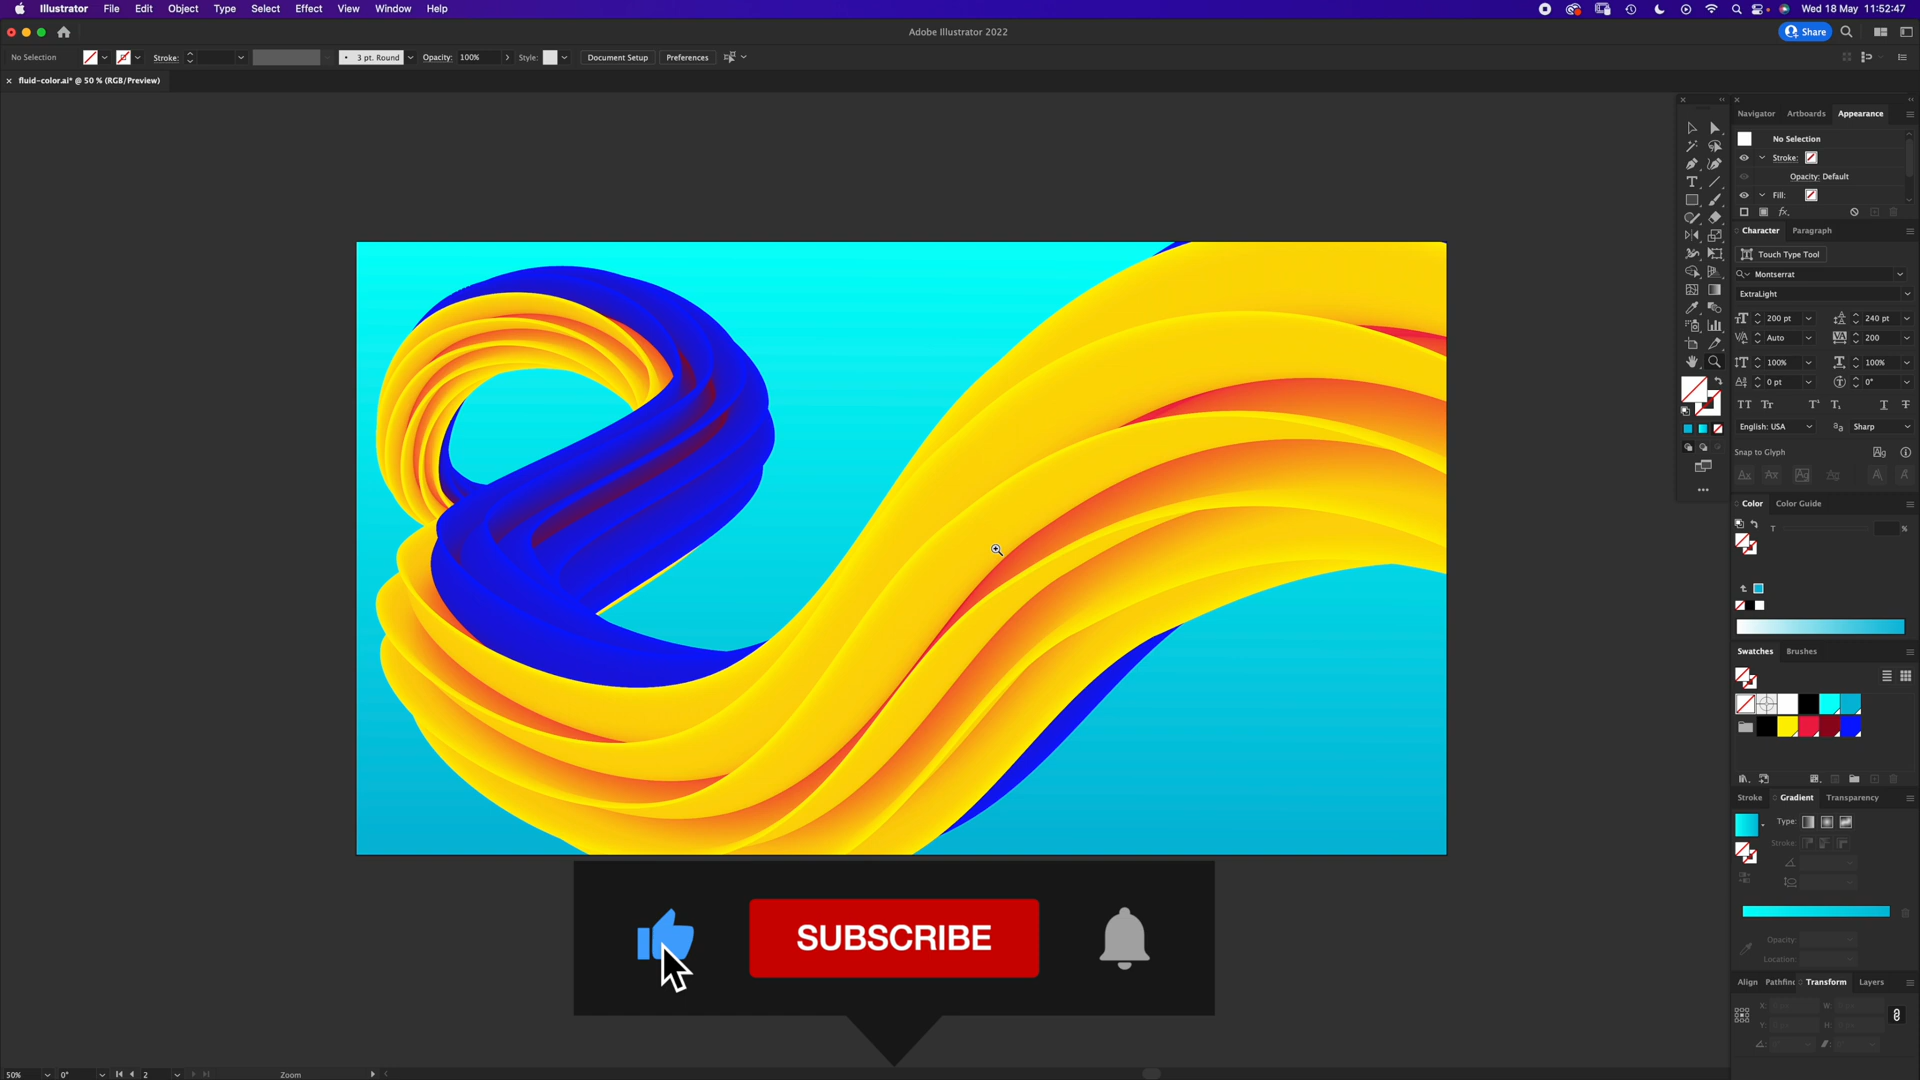 Illustrator File Edit Object Type Select Effect View Window Help
Wed 18 May 11:52:47
Adobe Illustrator 2022
Share
No Selection
Stroke:
3 pt. Round
Opacity: 100%
Style:
Document Setup
Preferences
fluid-color.ai* @ 50 % (RGB/Preview)
Navigator Artboards Appearance
No Selection
Stroke:
Opacity: Default
Fill:
Character Paragraph
Touch Type Tool
Montserrat
ExtraLight
200 pt 240 pt
Auto 200
100% 100%
0 pt 0°
English: USA Sharp
Snap to Glyph
Color Color Guide
T %
Swatches Brushes
Stroke Gradient Transparency
Type:
Stroke:
Opacity:
Location:
Align Pathfinc Transform Layers
X: W:
Y: H:
SUBSCRIBE
50% 0° 2 Zoom